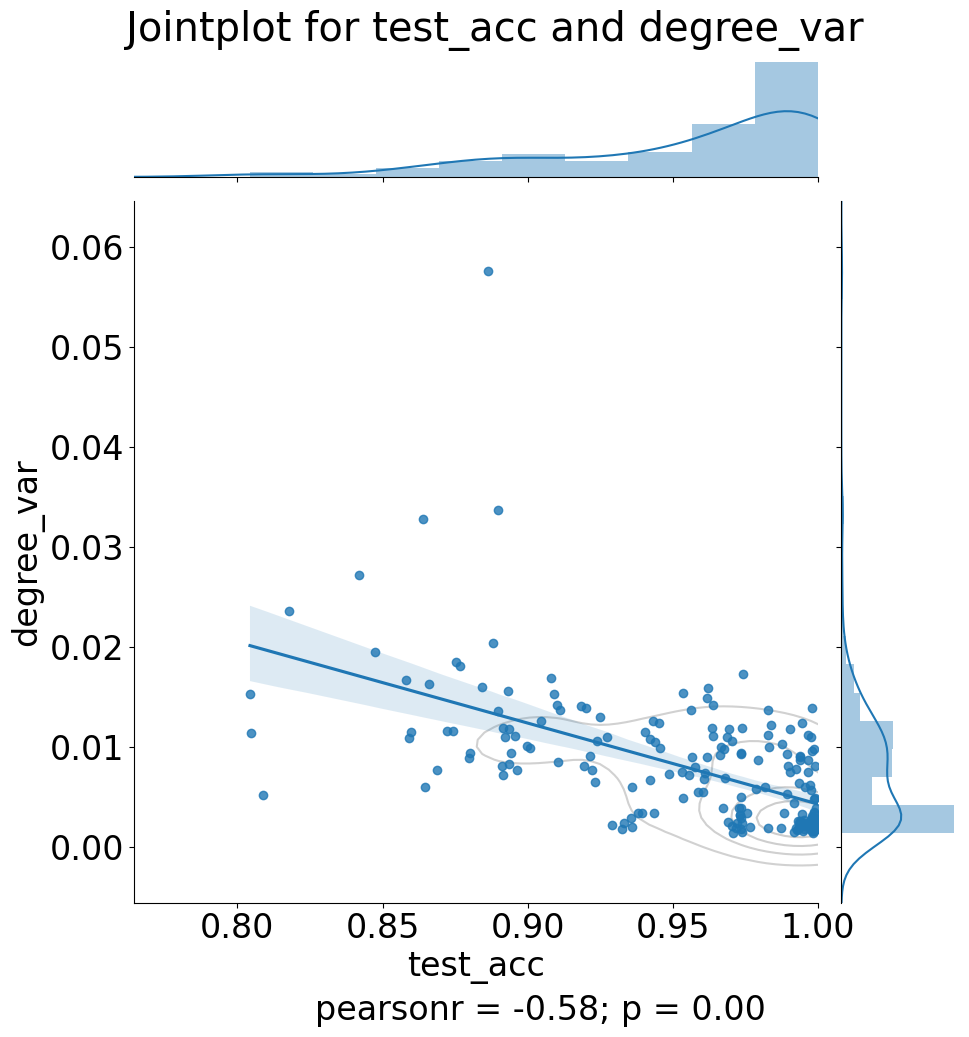 Jointplot for test_acc and degree_var
0.06
0.05
0.04
0.03
0.02
0.01
0.00
degree_var
0.80 0.85 0.90 0.95 1.00
test_acc
pearsonr = -0.58; p = 0.00